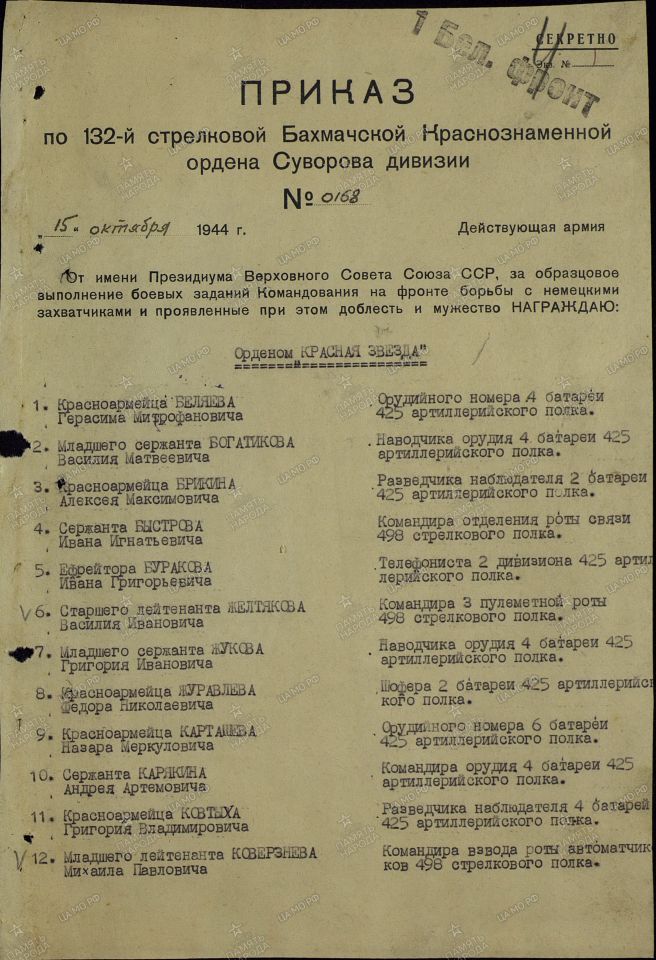 СЕКРЕТНО
Экз. №
1 Бел. фронт
ПРИКАЗ
по 132-й стрелковой Бахмачской Краснознаменной
ордена Суворова дивизии
№ 0168
"15" октября 1944 г. Действующая армия
От имени Президиума Верховного Совета Союза ССР, за образцовое
выполнение боевых заданий Командования на фронте борьбы с немецкими
захватчиками и проявленные при этом доблесть и мужество НАГРАЖДАЮ:
Орденом „КРАСНАЯ ЗВЕЗДА"
1. Красноармейца БЕЛЯЕВА Орудийного номера 4 батареи
Герасима Митрофановича 425 артиллерийского полка.
2. Младшего сержанта БОГАТИКОВА Наводчика орудия 4 батареи 425
Василия Матвеевича артиллерийского полка.
3. Красноармейца БРИКИНА Разведчика наблюдателя 2 батареи
Алексея Максимовича 425 артиллерийского полка.
4. Сержанта БЫСТРОВА Командира отделения роты связи
Ивана Игнатьевича 498 стрелкового полка.
5. Ефрейтора БУРАКОВА Телефониста 2 дивизиона 425 артил
Ивана Григорьевича лерийского полка.
V 6. Старшего лейтенанта ЖЕЛТЯКОВА Командира 3 пулеметной роты
Василия Ивановича 498 стрелкового полка.
7. Младшего сержанта ЖУКОВА Наводчика орудия 4 батареи 425
Григория Ивановича артиллерийского полка.
8. Красноармейца ЖУРАВЛЕВА Шофера 2 батареи 425 артиллерийс
Федора Николаевича кого полка.
9. Красноармейца КАРТАШЕВА Орудийного номера 6 батареи
Назара Меркуловича 425 артиллерийского полка.
10. Сержанта КАРЯКИНА Командира орудия 4 батареи 425
Андрея Артемовича артиллерийского полка.
11. Красноармейца КОВТЫХА Разведчика наблюдателя 4 батарей
Григория Владимировича 425 артиллерийского полка.
V 12. Младшего лейтенанта КОВЕРЗНЕВА Командира взвода роты автоматчик
Михаила Павловича ков 498 стрелкового полка.